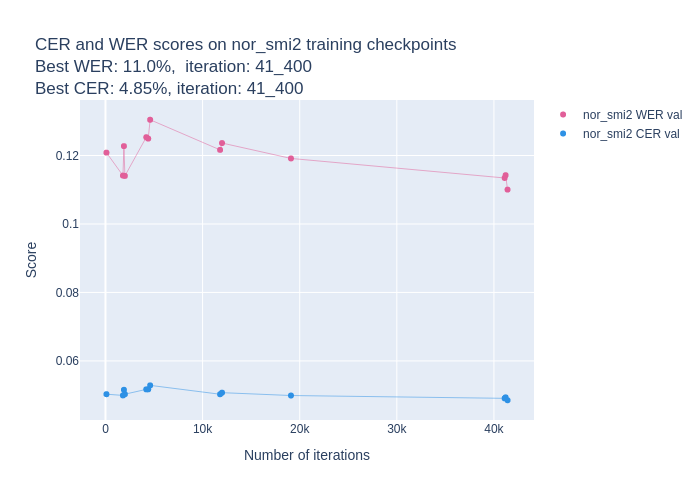 CER and WER scores on nor_smi2 training checkpoints
Best WER: 11.0%,  iteration: 41_400
Best CER: 4.85%, iteration: 41_400
nor_smi2 WER val
nor_smi2 CER val
0.12
0.1
0.08
0.06
Score
0
10k
20k
30k
40k
Number of iterations